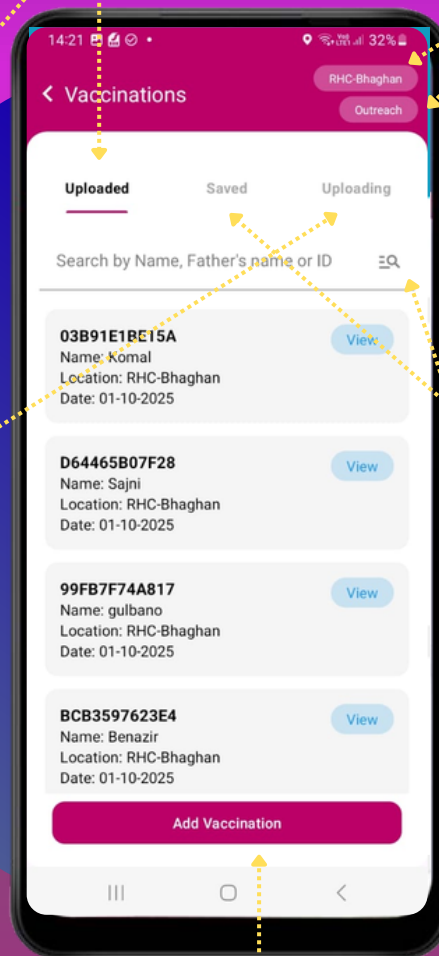 14:21 32%
RHC-Bhaghan
Vaccinations
Outreach
Uploaded Saved Uploading
Search by Name, Father's name or ID
03B91E1BE15A View
Name: Komal
Location: RHC-Bhaghan
Date: 01-10-2025
D64465B07F28 View
Name: Sajni
Location: RHC-Bhaghan
Date: 01-10-2025
99FB7F74A817 View
Name: gulbano
Location: RHC-Bhaghan
Date: 01-10-2025
BCB3597623E4 View
Name: Benazir
Location: RHC-Bhaghan
Date: 01-10-2025
Add Vaccination